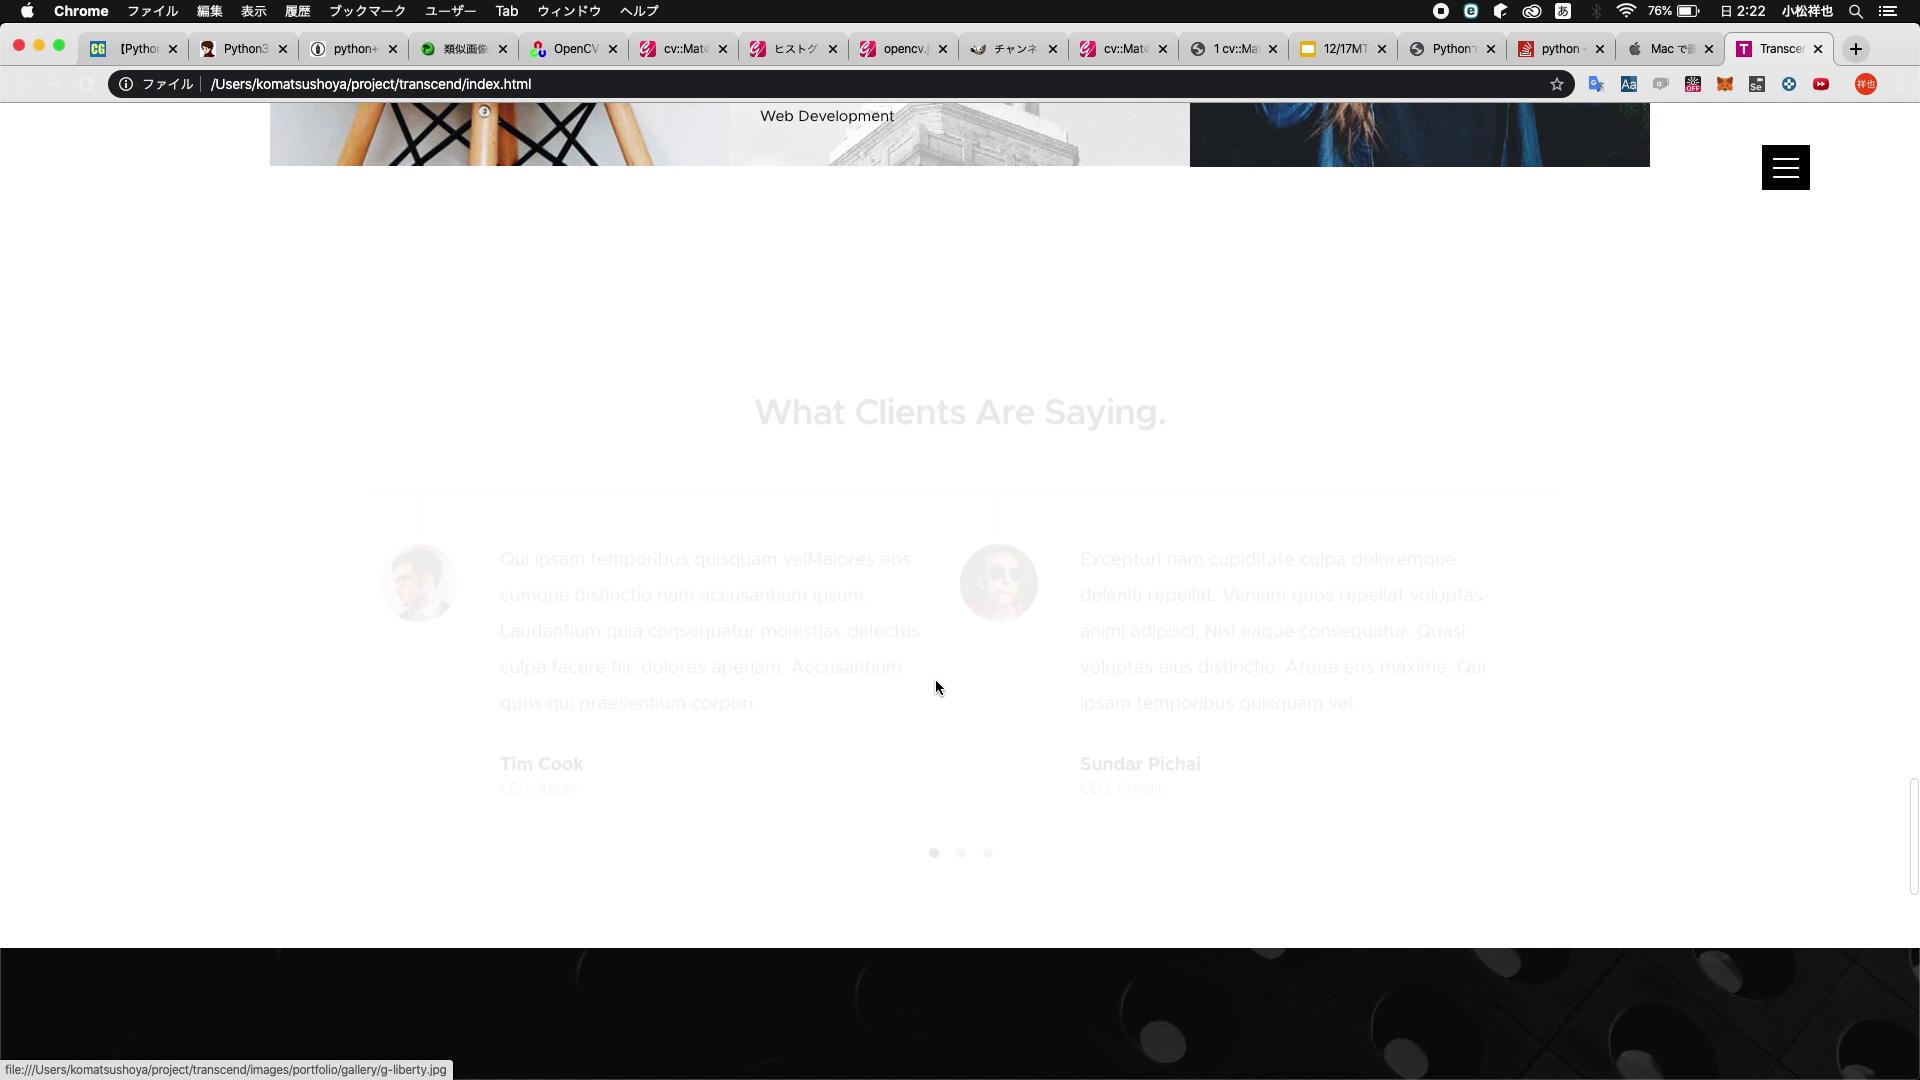 Chrome ファイル 編集 表示 履歴 ブックマーク ユーザー Tab ウィンドウ ヘルプ
あ 76% 日 2:22 小松祥也
【Pytho Python3 python+ 類似画像 OpenCV cv::Mat ヒストグ opencv.j チャンネ cv::Mat 1 cv::Ma 12/17MT Python python - Mac で Transce
ファイル /Users/komatsushoya/project/transcend/index.html 祥也
Web Development
What Clients Are Saying.
Qui ipsam temporibus quisquam velMaiores eos
cumque distinctio nam accusantium ipsum.
Laudantium quia consequatur molestias delectus
culpa facere hic dolores aperiam. Accusantium
quos qui praesentium corpori.
Tim Cook
CEO, Apple
Excepturi nam cupiditate culpa doloremque
deleniti repellat. Veniam quos repellat voluptas
animi adipisci. Nisi eaque consequatur. Quasi
voluptas eius distinctio. Atque eos maxime. Qui
ipsam temporibus quisquam vel.
Sundar Pichai
CEO, Google
file:///Users/komatsushoya/project/transcend/images/portfolio/gallery/g-liberty.jpg